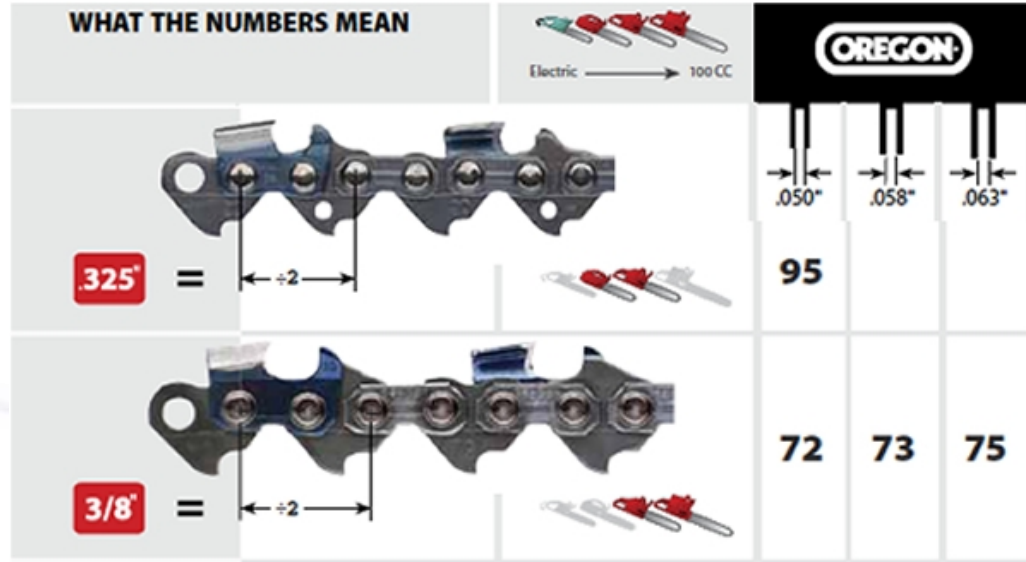 WHAT THE NUMBERS MEAN
Electric
100 CC
OREGON
.050"
.058"
.063"
.325" =
÷2
95
3/8" =
÷2
72
73
75